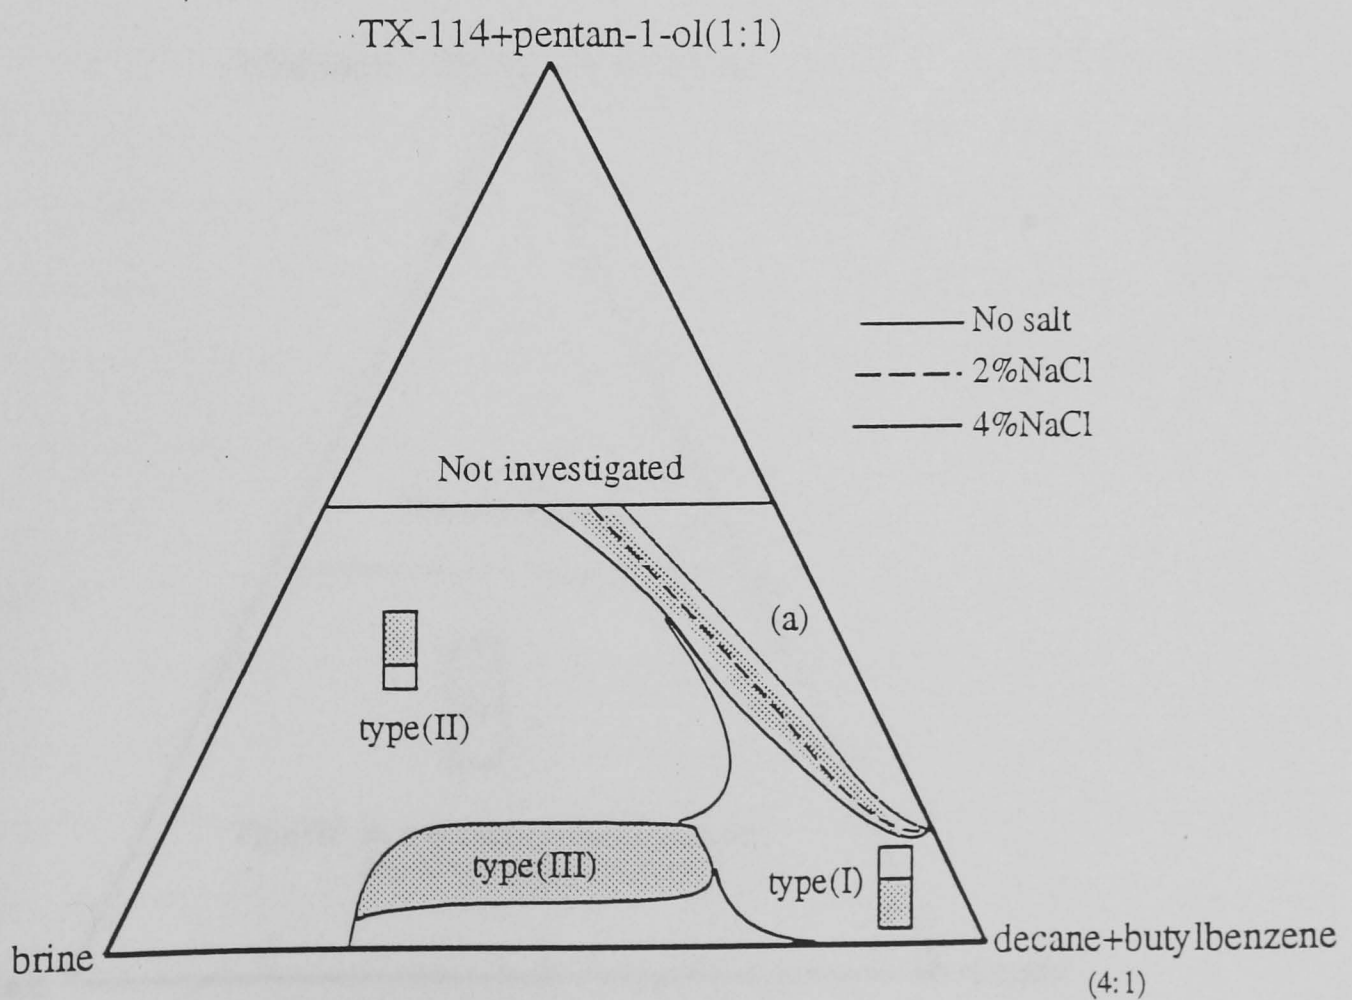 TX-114+pentan-1-ol(1:1)
No salt
2%NaCl
4%NaCl
Not investigated
(a)
type(II)
type(III)
type(I)
brine
decane+butylbenzene
(4:1)